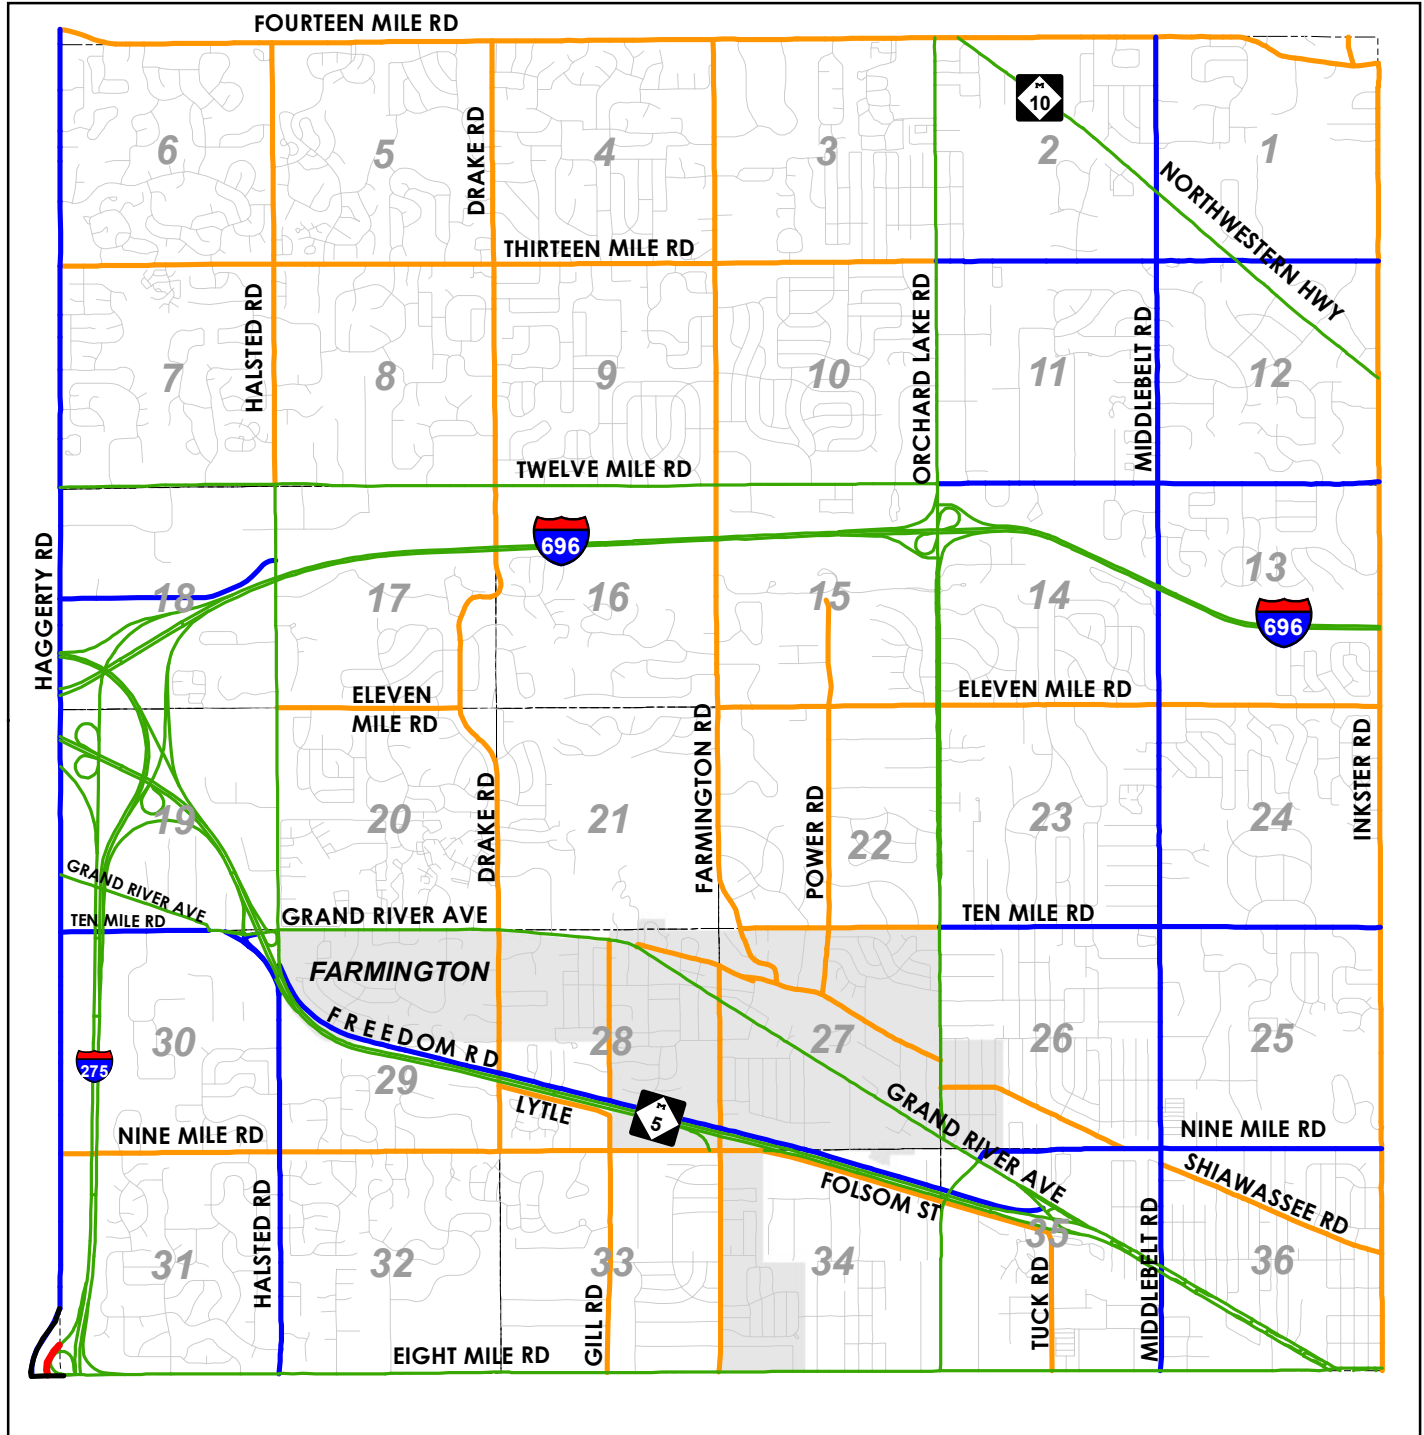 FOURTEEN MILE RD
M
10
DRAKE RD
6
5
4
3
2
1
NORTHWESTERN HWY
THIRTEEN MILE RD
HALSTED RD
ORCHARD LAKE RD
MIDDLEBELT RD
7
8
9
10
11
12
TWELVE MILE RD
HAGGERTY RD
696
18
17
16
15
14
13
696
ELEVEN
MILE RD
ELEVEN MILE RD
FARMINGTON RD
INKSTER RD
DRAKE RD
POWER RD
19
20
21
22
23
24
GRAND RIVER AVE
TEN MILE RD
GRAND RIVER AVE
TEN MILE RD
FARMINGTON
FREEDOM RD
30
29
28
27
26
25
275
LYTLE
M
5
GRAND RIVER AVE
NINE MILE RD
NINE MILE RD
SHIAWASSEE RD
FOLSOM ST
HALSTED RD
MIDDLEBELT RD
31
32
33
34
35
36
GILL RD
TUCK RD
EIGHT MILE RD